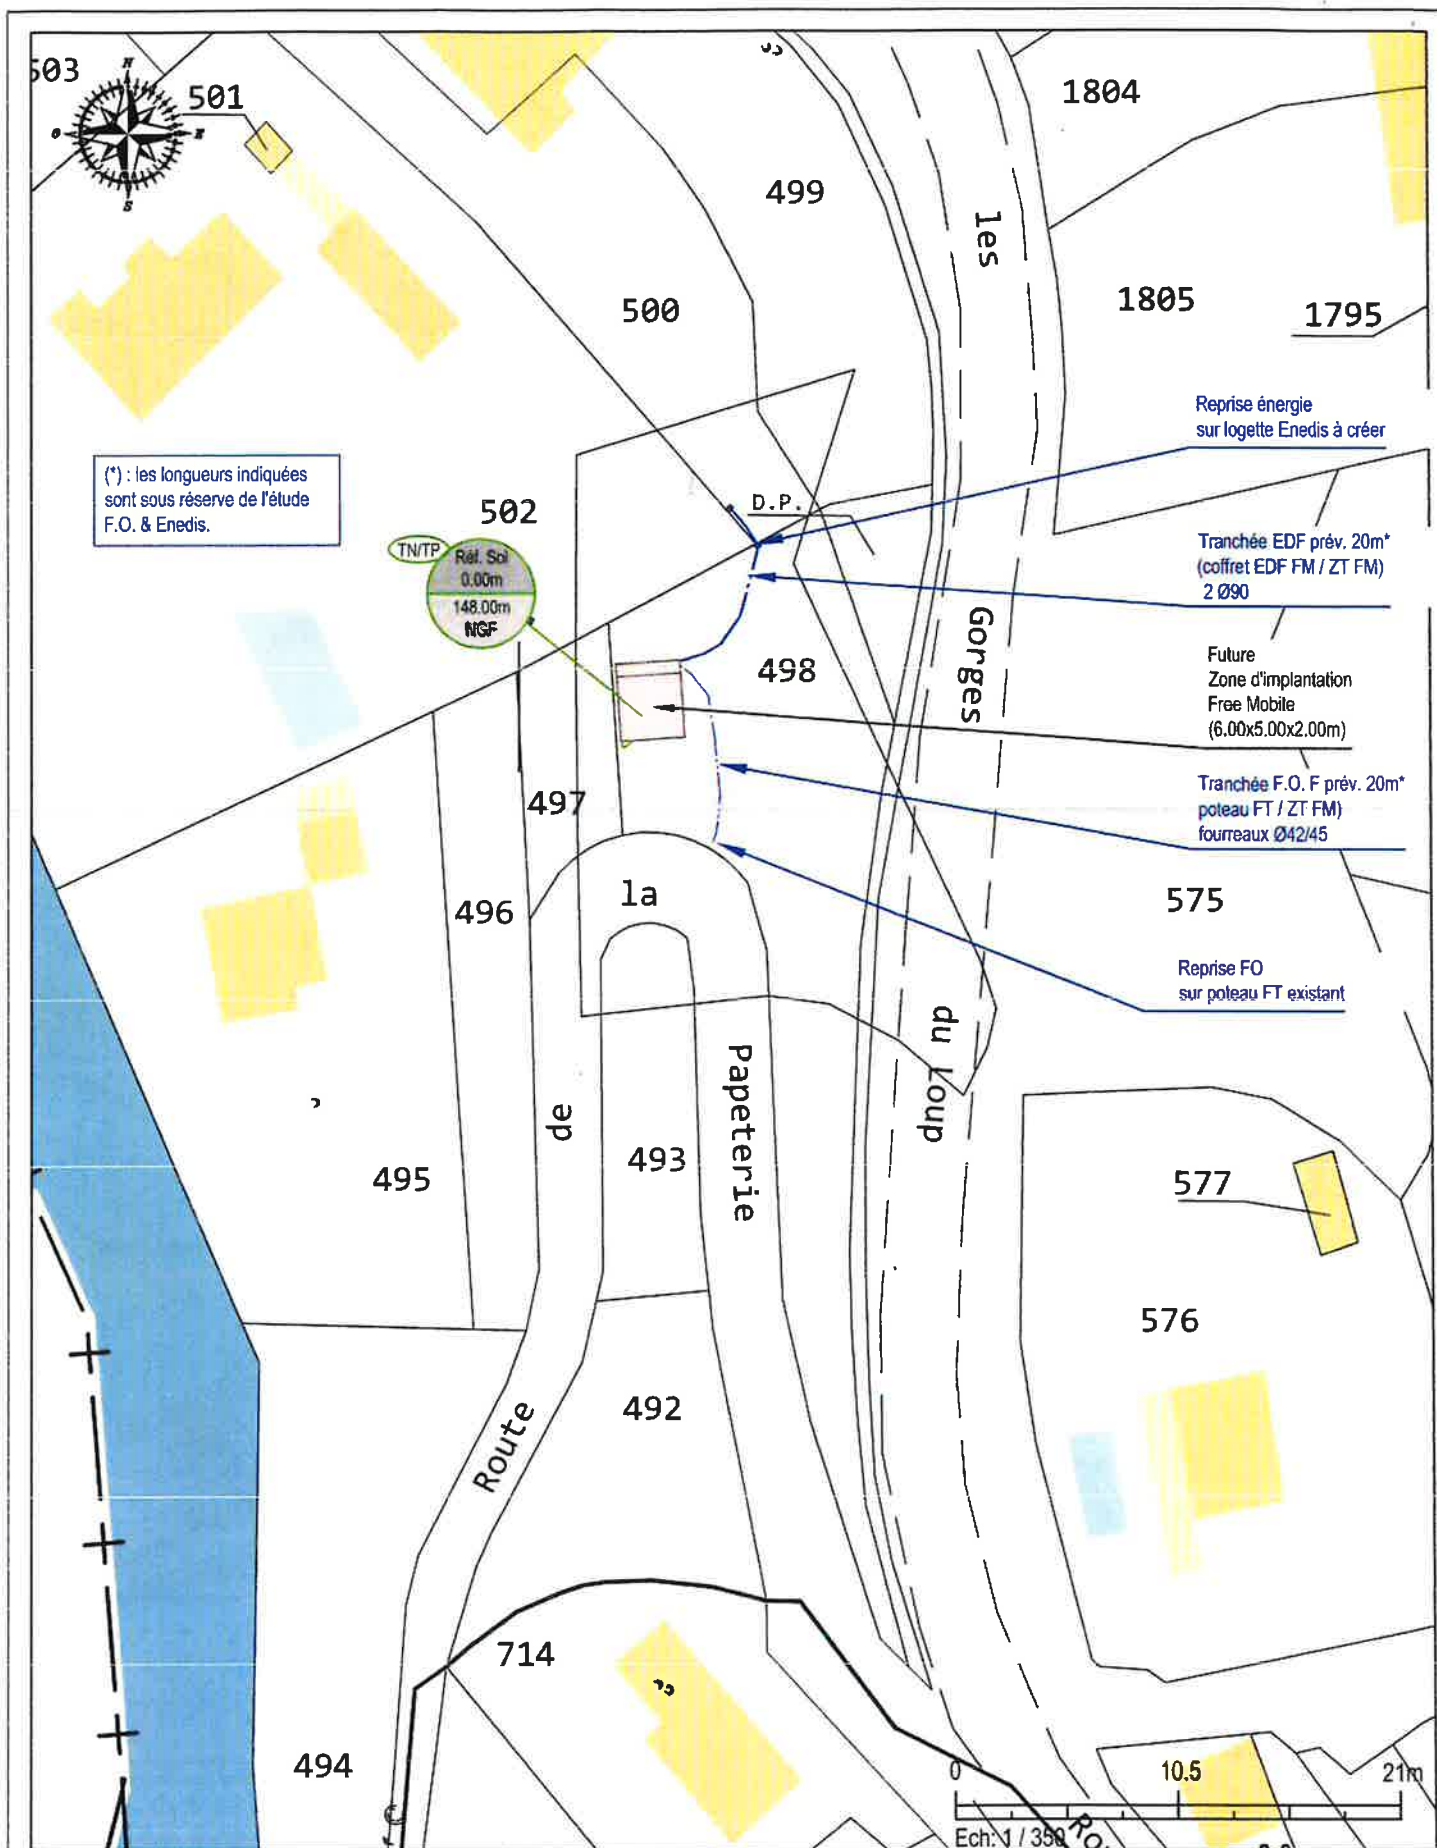 503
N
O
E
S
501
1804
499
les
500
1805
1795
Reprise énergie
sur logette Enedis à créer
(*) : les longueurs indiquées
sont sous réserve de l'étude
F.O. & Enedis.
502
D.P.
TN/TP
Réf. Sol
0.00m
148.00m
NGF
Tranchée EDF prév. 20m*
(coffret EDF FM / ZT FM)
2 Ø90
Gorges
498
Future
Zone d'implantation
Free Mobile
(6.00x5.00x2.00m)
497
Tranchée F.O. F prév. 20m*
poteau FT / ZT FM)
fourreaux Ø42/45
la
496
575
Reprise FO
sur poteau FT existant
du Loup
Papeterie
de
493
495
577
576
492
Route
714
494
0
10.5
21m
Ech: 1 / 350